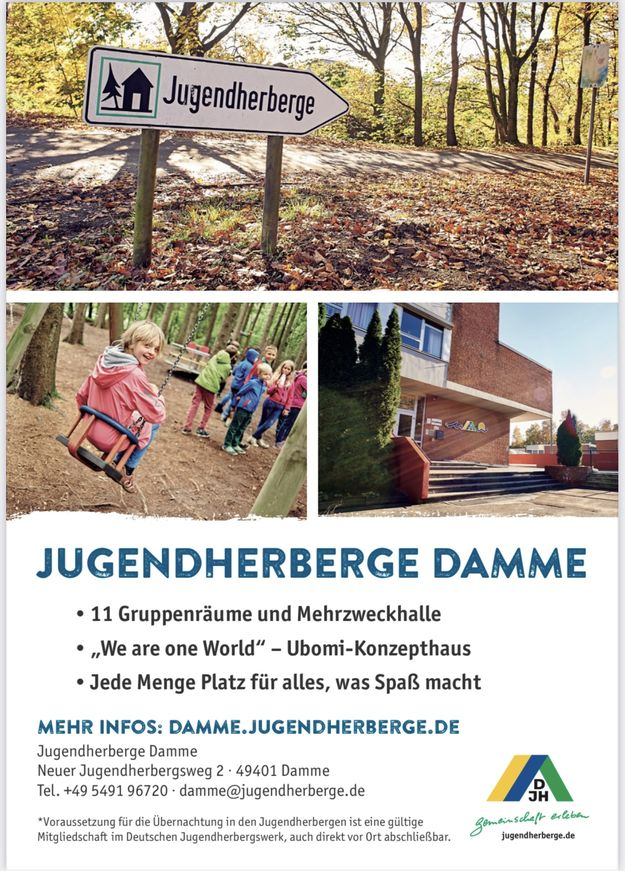 Jugendherberge
JUGENDHERBERGE DAMME
• 11 Gruppenräume und Mehrzweckhalle
• „We are one World“ – Ubomi-Konzepthaus
• Jede Menge Platz für alles, was Spaß macht
MEHR INFOS: DAMME.JUGENDHERBERGE.DE
Jugendherberge Damme
Neuer Jugendherbergsweg 2 · 49401 Damme
Tel. +49 5491 96720 · damme@jugendherberge.de
*Voraussetzung für die Übernachtung in den Jugendherbergen ist eine gültige
Mitgliedschaft im Deutschen Jugendherbergswerk, auch direkt vor Ort abschließbar.
D
JH
gemeinschaft erleben
jugendherberge.de